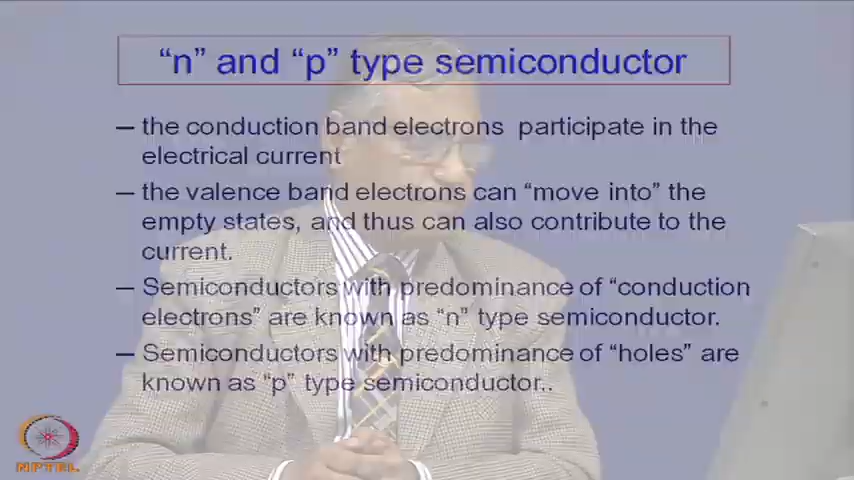 “n” and “p” type semiconductor
– the conduction band electrons participate in the
electrical current
– the valence band electrons can “move into” the
empty states, and thus can also contribute to the
current.
– Semiconductors with predominance of “conduction
electrons” are known as “n” type semiconductor.
– Semiconductors with predominance of “holes” are
known as “p” type semiconductor..
NPTEL